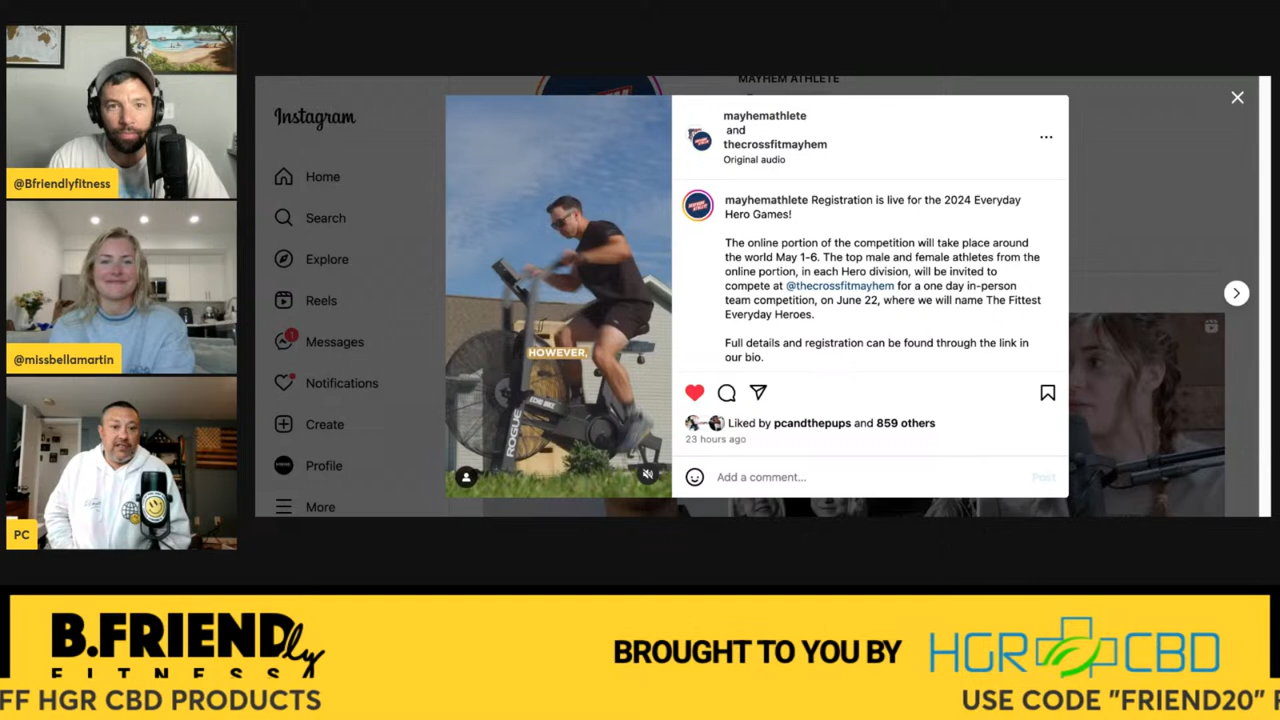 @Bfriendlyfitness
@missbellamartin
PC
Instagram
Home
Search
Explore
Reels
1
Messages
Notifications
Create
Profile
More
MAYHEM ATHLETE
HOWEVER,
ECHO BIKE
ROGUE
mayhemathlete
and
thecrossfitmayhem
Original audio
mayhemathlete Registration is live for the 2024 Everyday
Hero Games!
The online portion of the competition will take place around
the world May 1-6. The top male and female athletes from the
online portion, in each Hero division, will be invited to
compete at @thecrossfitmayhem for a one day in-person
team competition, on June 22, where we will name The Fittest
Everyday Heroes.
Full details and registration can be found through the link in
our bio.
Liked by pcandthepups and 859 others
23 hours ago
Add a comment...
Post
B.FRIENDly
FITNESS
BROUGHT TO YOU BY
HGR CBD
FF HGR CBD PRODUCTS
USE CODE "FRIEND20" F